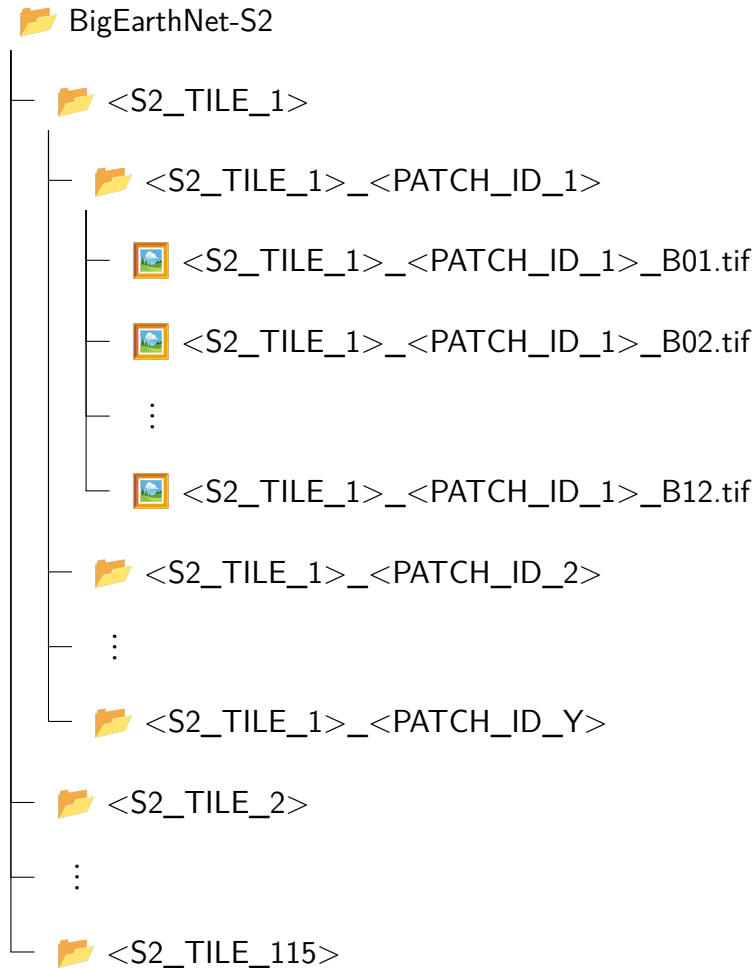 BigEarthNet-S2
<S2_TILE_1>
<S2_TILE_1>_<PATCH_ID_1>
<S2_TILE_1>_<PATCH_ID_1>_B01.tif
<S2_TILE_1>_<PATCH_ID_1>_B02.tif
⋮
<S2_TILE_1>_<PATCH_ID_1>_B12.tif
<S2_TILE_1>_<PATCH_ID_2>
⋮
<S2_TILE_1>_<PATCH_ID_Y>
<S2_TILE_2>
⋮
<S2_TILE_115>